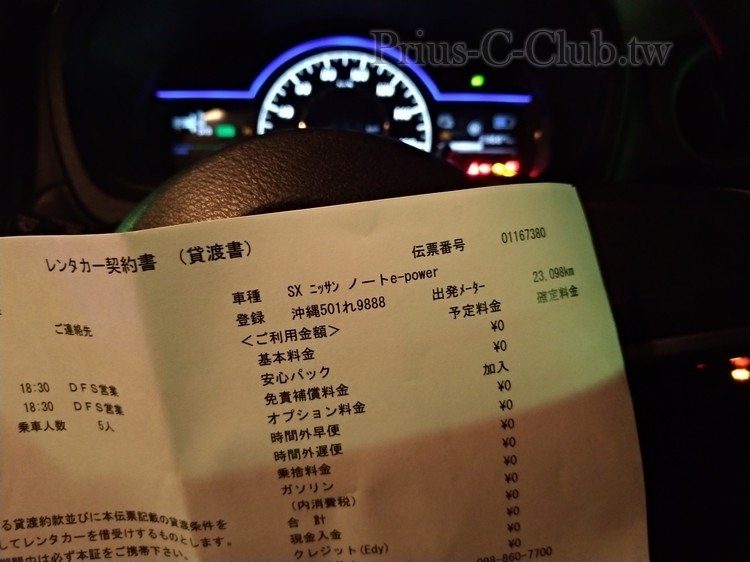 Prius-C-Club.tw
レンタカー契約書 (貸渡書)
伝票番号 01167380
車種 SX ニッサン ノートe-power
登録 沖縄501れ9888
出発メーター 23,098km
<ご利用金額> 予定料金 確定料金
基本料金 ¥0
安心パック 加入
免責補償料金 ¥0
オプション料金 ¥0
時間外早便 ¥0
時間外遅便 ¥0
乗捨料金 ¥0
ガソリン ¥0
(内消費税) ¥0
合 計 ¥0
現金入金 ¥0
クレジット(Edy) ¥0
098-860-7700
ご連絡先
18:30 DFS営業
18:30 DFS営業
乗車人数 5人
る貸渡約款並びに本伝票記載の貸渡条件を
してレンタカーを借受けするものとします。
期間中は必ず本証をご携帯下さい。